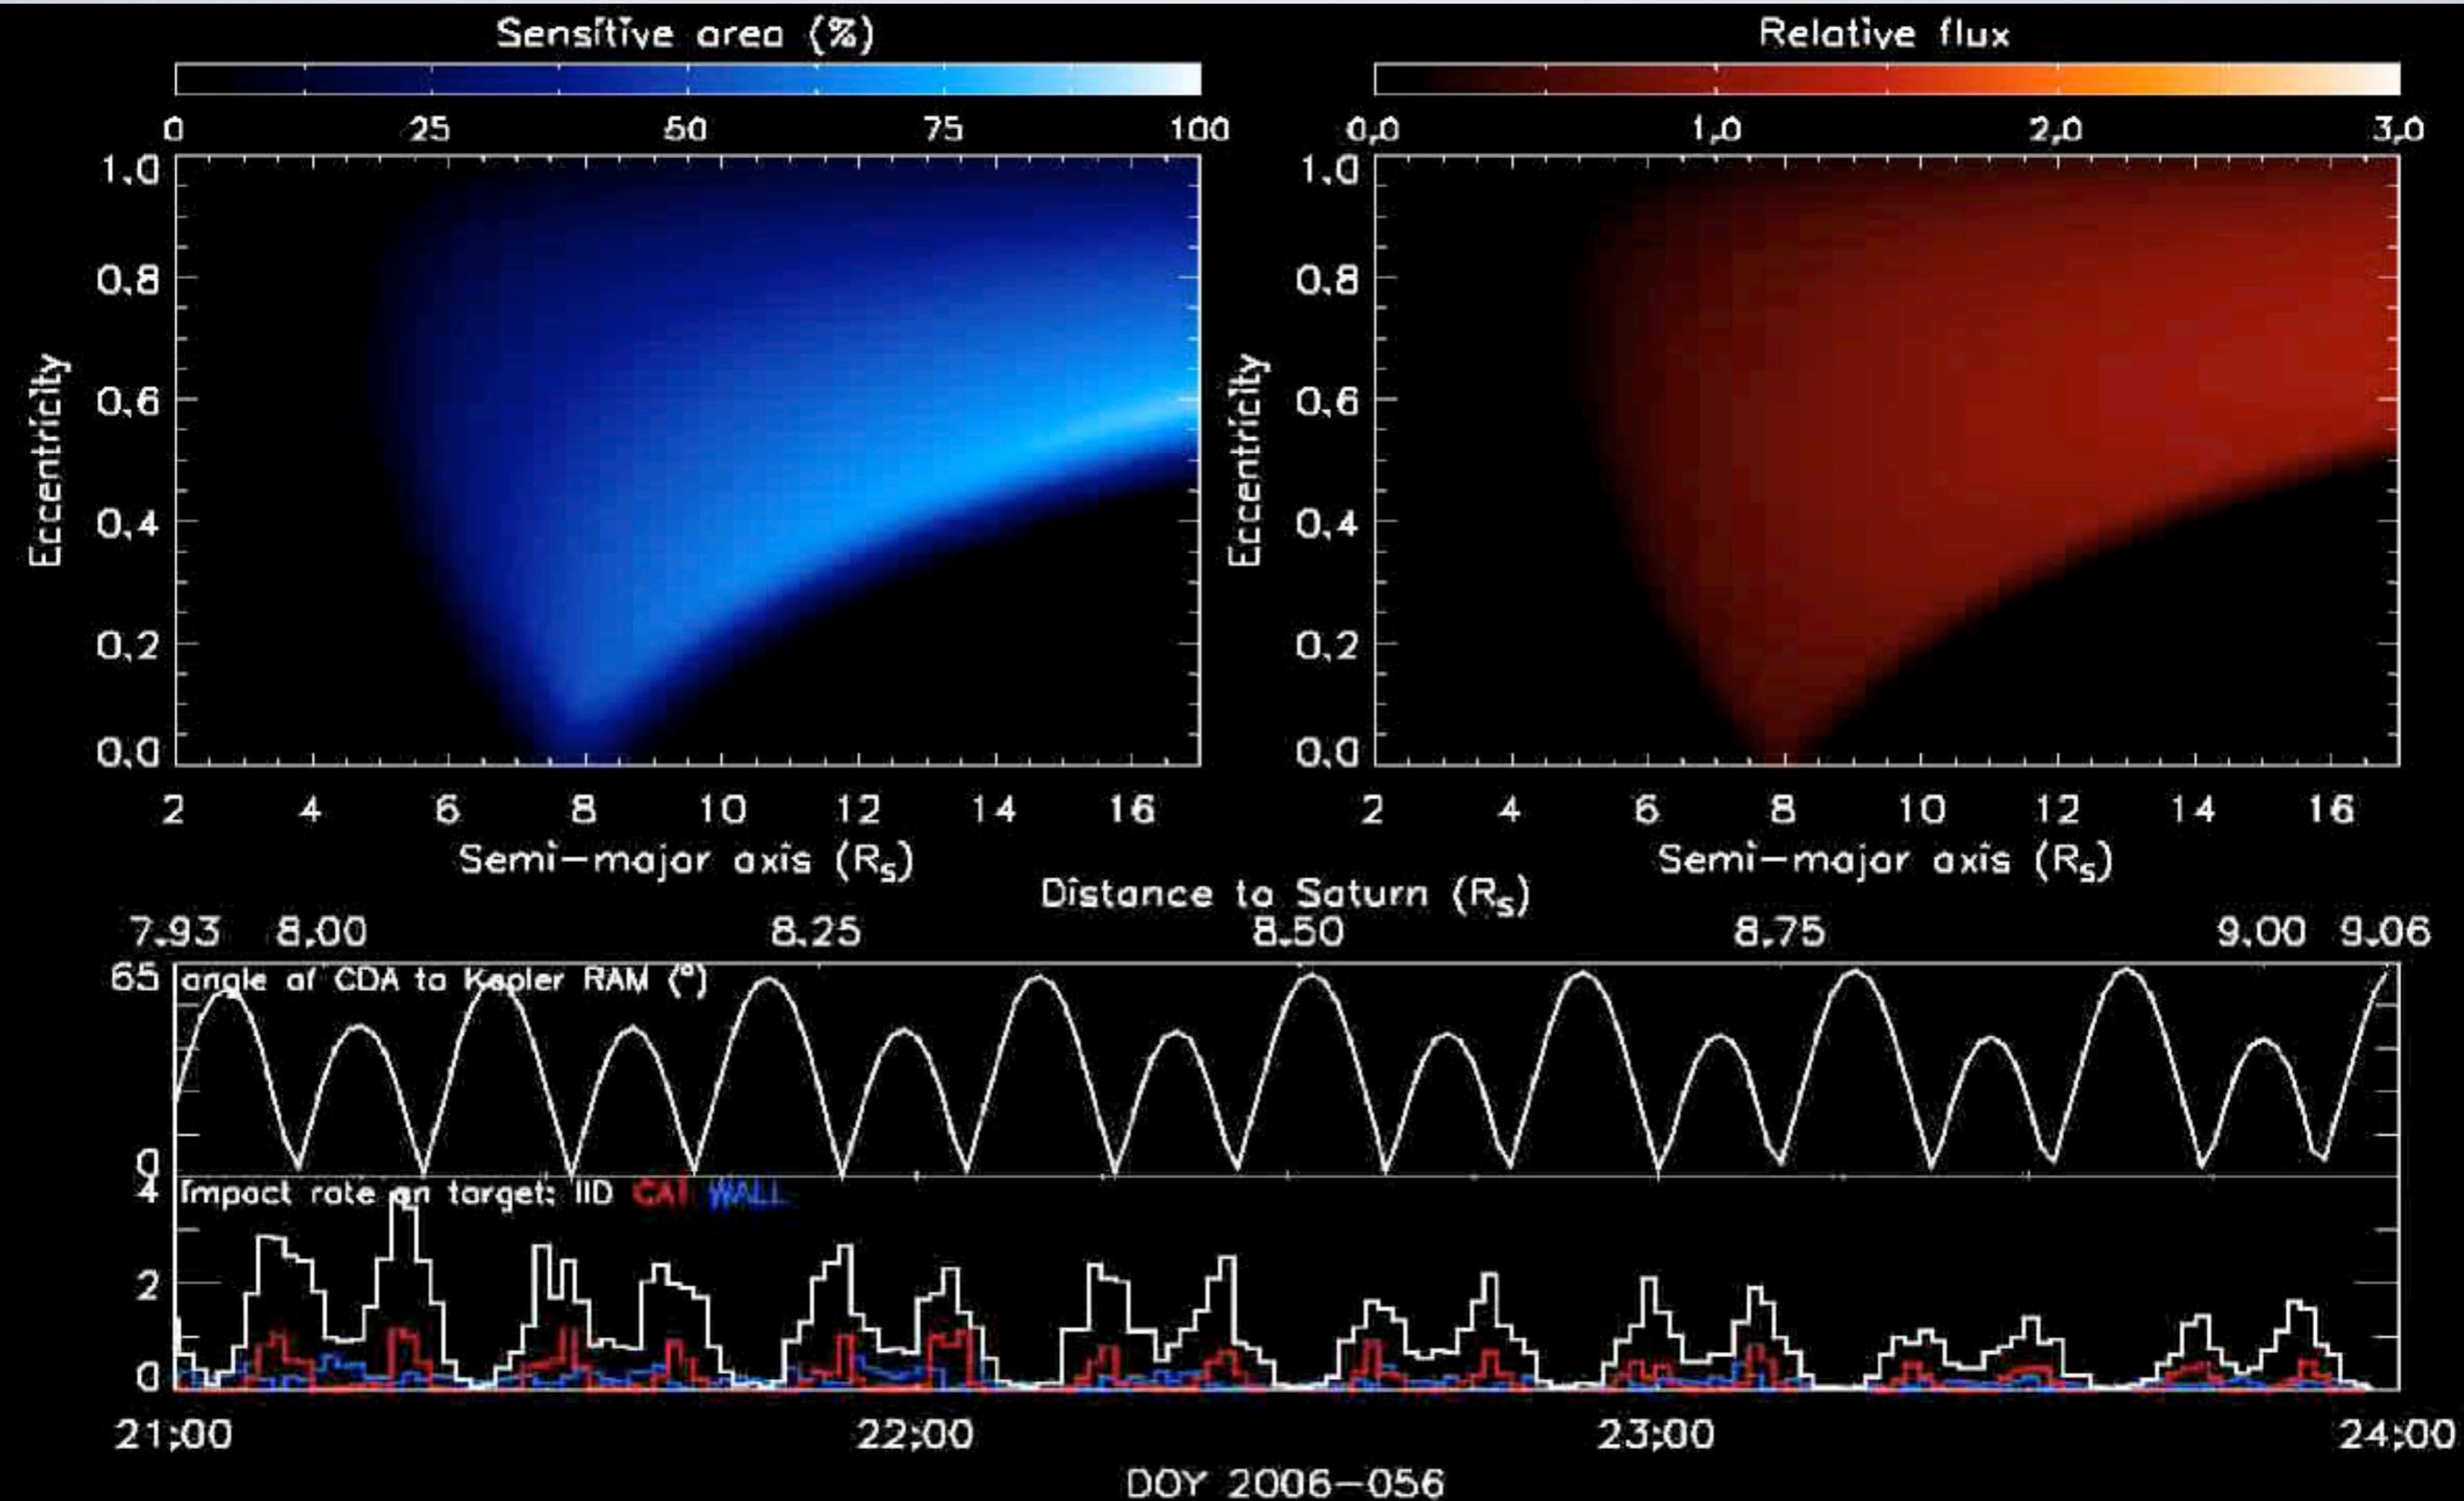 Sensitive area (%)
Relative flux
0 25 50 75 100
0,0 1,0 2,0 3,0
1.0
0.8
0.6
0.4
0.2
0.0
Eccentricity
2 4 6 8 10 12 14 16
Semi-major axis (Rs)
1.0
0.8
0.6
0.4
0.2
0.0
Eccentricity
2 4 6 8 10 12 14 16
Semi-major axis (Rs)
Distance to Saturn (Rs)
7.93 8.00 8.25 8.50 8.75 9.00 9.06
65
angle of CDA to Kepler RAM (°)
0
4
Impact rate on target: IID CAT WALL
2
0
21:00 22:00 23:00 24:00
DOY 2006-056